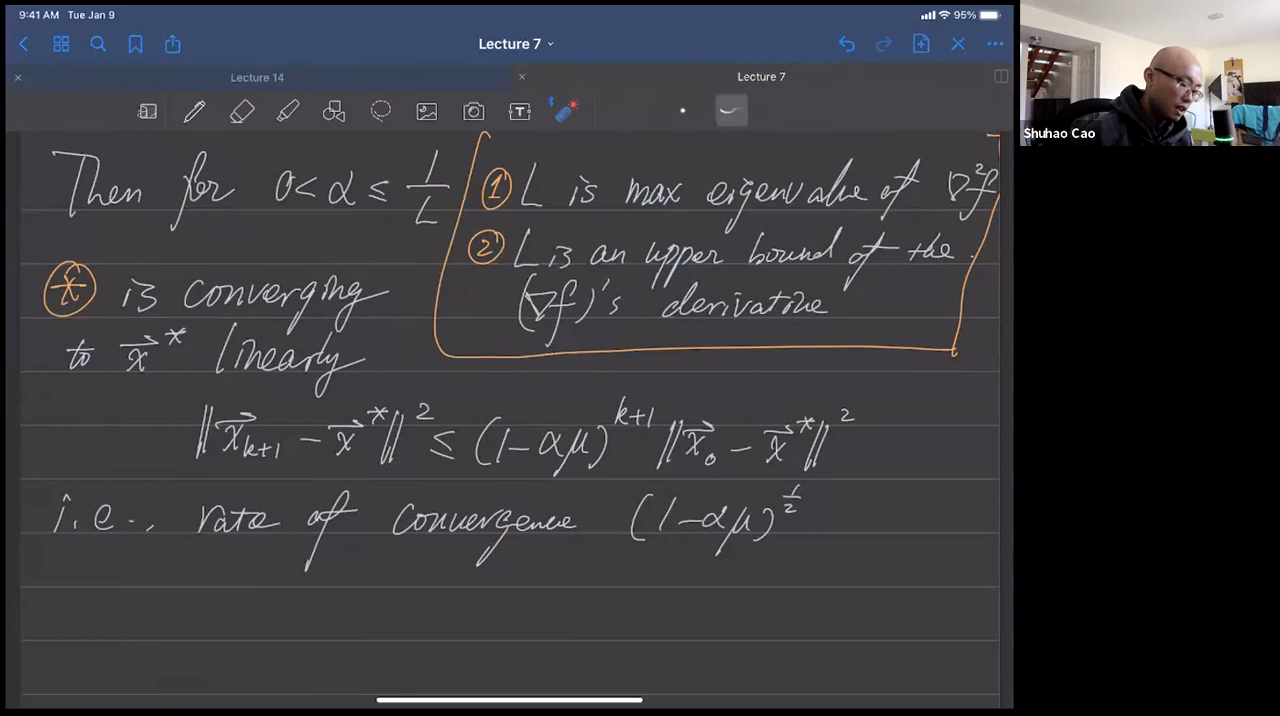 9:41 AM Tue Jan 9
95%
Lecture 7
Lecture 14
Lecture 7
Shuhao Cao
Then for 0 < α ≤ 1/L
① L is max eigenvalue of ∇²f
② L is an upper bound of the
(∇f)'s derivative
* is converging
to x⃗* linearly
‖x⃗ₖ₊₁ − x⃗*‖² ≤ (1−αμ)ᵏ⁺¹ ‖x⃗₀ − x⃗*‖²
i.e., rate of convergence (1−αμ)^½